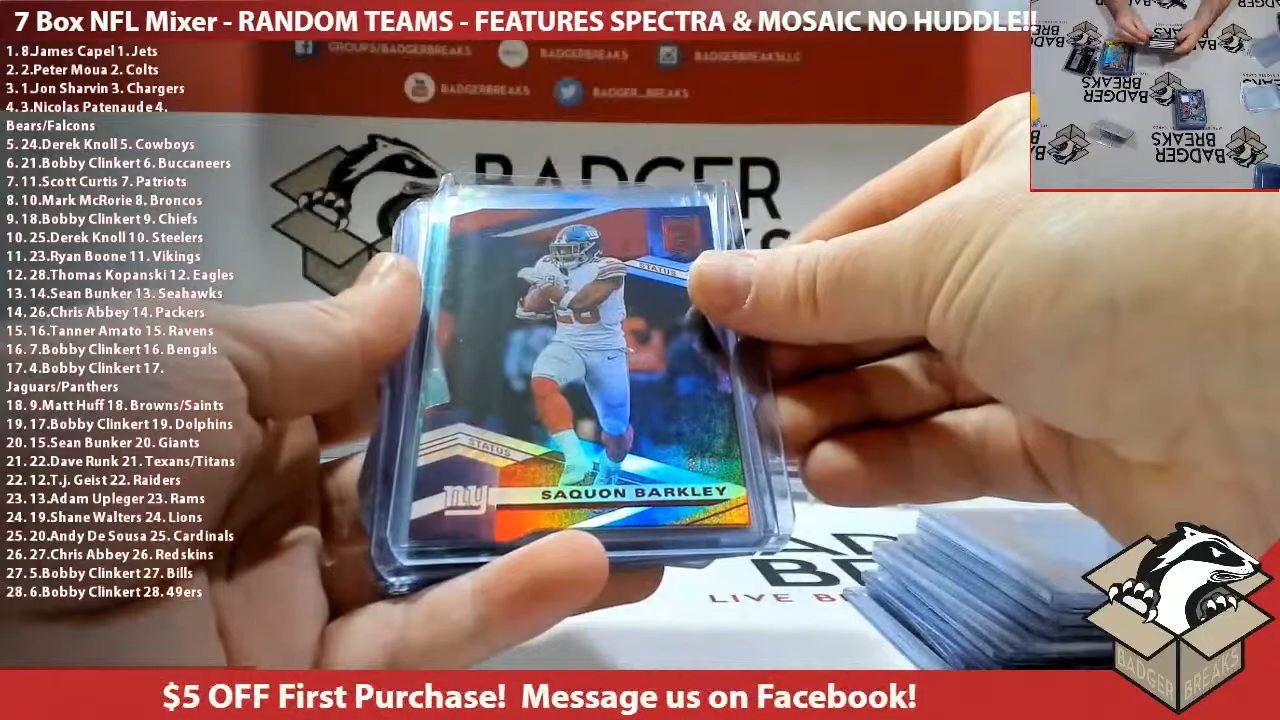 7 Box NFL Mixer - RANDOM TEAMS - FEATURES SPECTRA & MOSAIC NO HUDDLE!!
1. 8.James Capel 1. Jets
2. 2.Peter Moua 2. Colts
3. 1.Jon Sharvin 3. Chargers
4. 3.Nicolas Patenaude 4.
Bears/Falcons
5. 24.Derek Knoll 5. Cowboys
6. 21.Bobby Clinkert 6. Buccaneers
7. 11.Scott Curtis 7. Patriots
8. 10.Mark McRorie 8. Broncos
9. 18.Bobby Clinkert 9. Chiefs
10. 25.Derek Knoll 10. Steelers
11. 23.Ryan Boone 11. Vikings
12. 28.Thomas Kopanski 12. Eagles
13. 14.Sean Bunker 13. Seahawks
14. 26.Chris Abbey 14. Packers
15. 16.Tanner Amato 15. Ravens
16. 7.Bobby Clinkert 16. Bengals
17. 4.Bobby Clinkert 17.
Jaguars/Panthers
18. 9.Matt Huff 18. Browns/Saints
19. 17.Bobby Clinkert 19. Dolphins
20. 15.Sean Bunker 20. Giants
21. 22.Dave Runk 21. Texans/Titans
22. 12.T.J. Geist 22. Raiders
23. 13.Adam Upleger 23. Rams
24. 19.Shane Walters 24. Lions
25. 20.Andy De Sousa 25. Cardinals
26. 27.Chris Abbey 26. Redskins
27. 5.Bobby Clinkert 27. Bills
28. 6.Bobby Clinkert 28. 49ers
GROUPS/BADGERBREAKS
BADGERBREAKS
BADGERBREAKSLLC
BADGERBREAKS
BADGER_BREAKS
BADGER
STATUS
STATUS
ny
SAQUON BARKLEY
BADGER
BREAKS
BADGER
BREAKS
LIVE
BADGER BREAKS
$5 OFF First Purchase! Message us on Facebook!